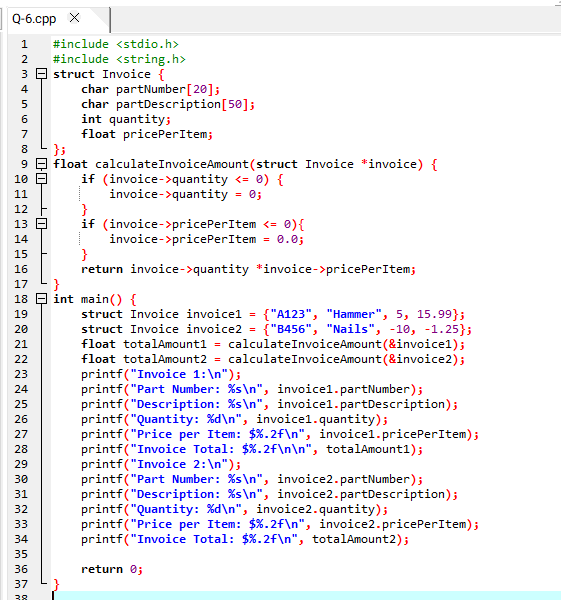 Q-6.cpp
1 #include <stdio.h>
2 #include <string.h>
3 struct Invoice {
4     char partNumber[20];
5     char partDescription[50];
6     int quantity;
7     float pricePerItem;
8 };
9 float calculateInvoiceAmount(struct Invoice *invoice) {
10     if (invoice->quantity <= 0) {
11         invoice->quantity = 0;
12     }
13     if (invoice->pricePerItem <= 0){
14         invoice->pricePerItem = 0.0;
15     }
16     return invoice->quantity *invoice->pricePerItem;
17 }
18 int main() {
19     struct Invoice invoice1 = {"A123", "Hammer", 5, 15.99};
20     struct Invoice invoice2 = {"B456", "Nails", -10, -1.25};
21     float totalAmount1 = calculateInvoiceAmount(&invoice1);
22     float totalAmount2 = calculateInvoiceAmount(&invoice2);
23     printf("Invoice 1:\n");
24     printf("Part Number: %s\n", invoice1.partNumber);
25     printf("Description: %s\n", invoice1.partDescription);
26     printf("Quantity: %d\n", invoice1.quantity);
27     printf("Price per Item: $%.2f\n", invoice1.pricePerItem);
28     printf("Invoice Total: $%.2f\n\n", totalAmount1);
29     printf("Invoice 2:\n");
30     printf("Part Number: %s\n", invoice2.partNumber);
31     printf("Description: %s\n", invoice2.partDescription);
32     printf("Quantity: %d\n", invoice2.quantity);
33     printf("Price per Item: $%.2f\n", invoice2.pricePerItem);
34     printf("Invoice Total: $%.2f\n", totalAmount2);
35
36     return 0;
37 }
38